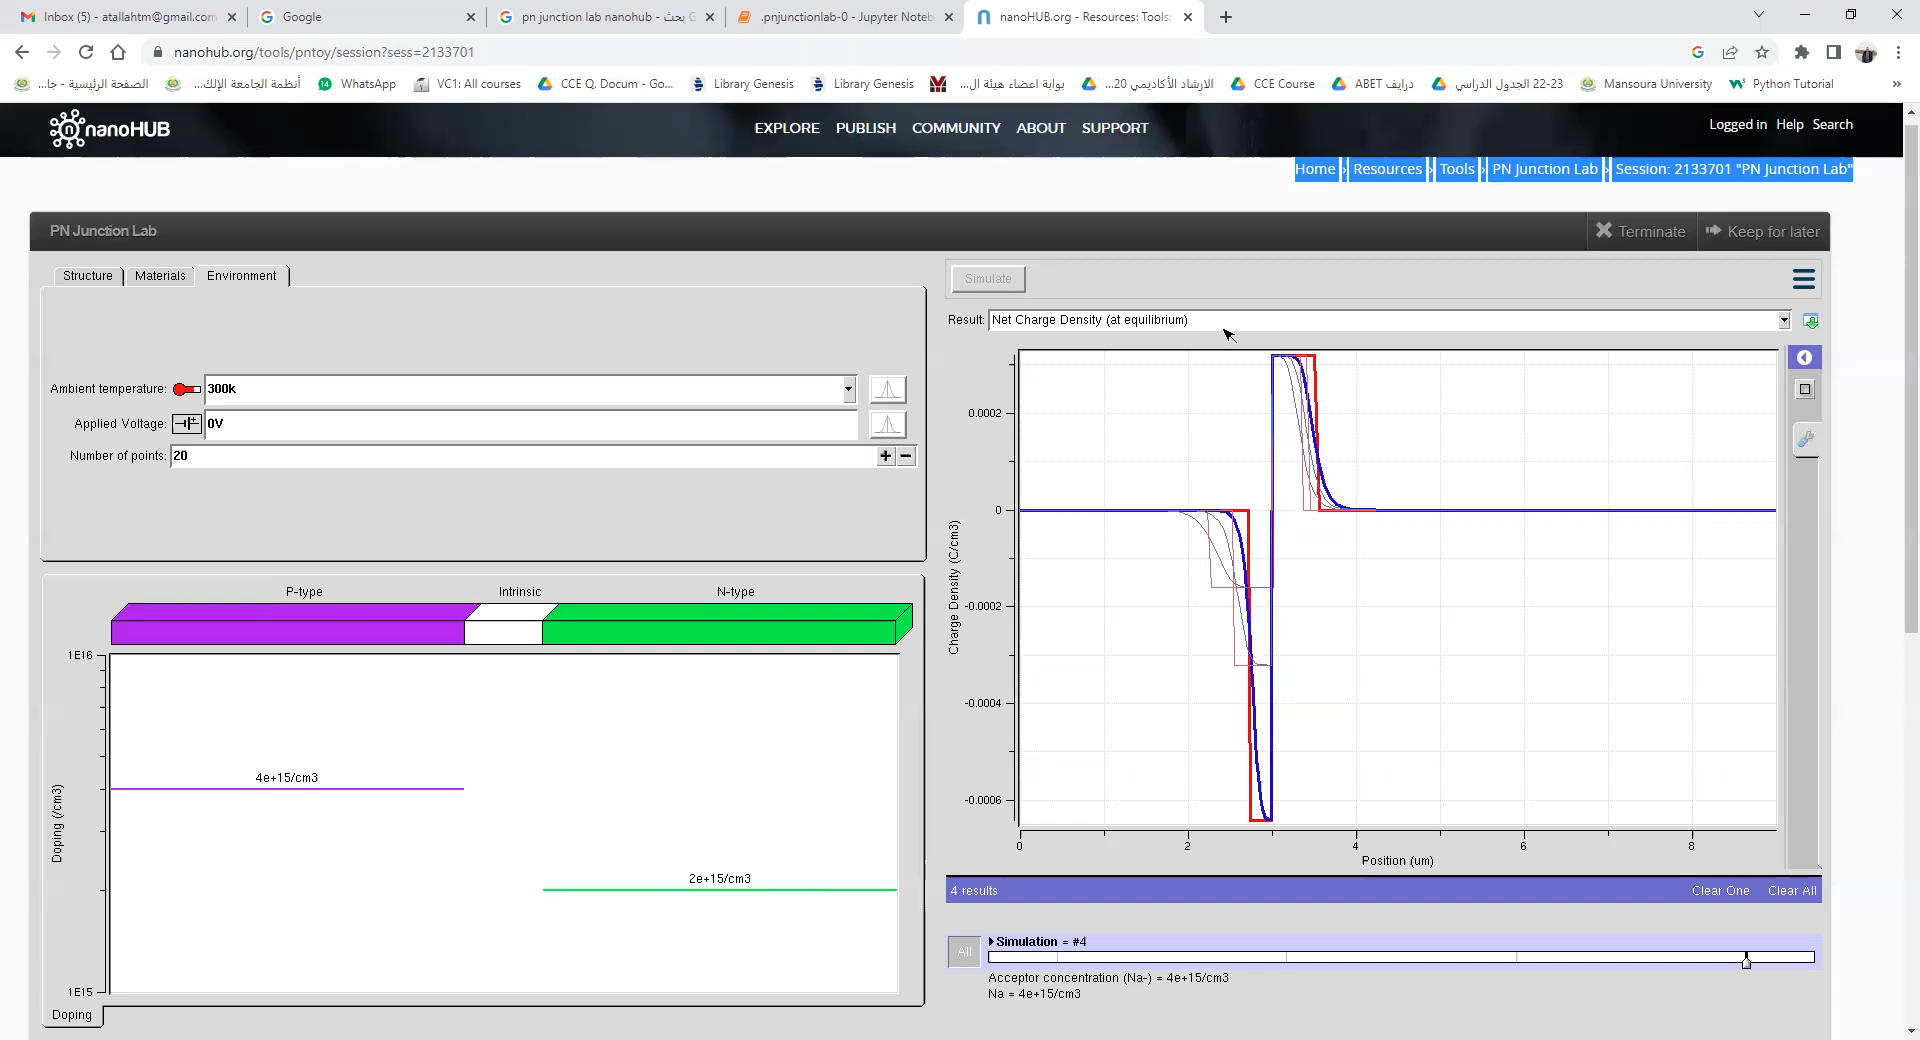 Inbox (5) - atallahtm@gmail.com
Google
pn junction lab nanohub - بحث G
.pnjunctionlab-0 - Jupyter Noteb
nanoHUB.org - Resources: Tools:
nanohub.org/tools/pntoy/session?sess=2133701
الصفحة الرئيسية - جا...
أنظمة الجامعة الإلك...
WhatsApp
VC1: All courses
CCE Q, Docum - Go...
Library Genesis
Library Genesis
بوابة اعضاء هيئة ال...
الارشاد الأكاديمي 20...
CCE Course
درايف ABET
22-23 الجدول الدراسي
Mansoura University
Python Tutorial
»
nanoHUB
EXPLORE PUBLISH COMMUNITY ABOUT SUPPORT
Logged in Help Search
Home › Resources › Tools › PN Junction Lab › Session: 2133701 "PN Junction Lab"
PN Junction Lab
Terminate
Keep for later
Structure Materials Environment
Ambient temperature: 300k
Applied Voltage: 0V
Number of points: 20
P-type Intrinsic N-type
1E16
4e+15/cm3
2e+15/cm3
Doping (/cm3)
1E15
Doping
Simulate
Result: Net Charge Density (at equilibrium)
0.0002
0
-0.0002
-0.0004
-0.0006
Charge Density (C/cm3)
0 2 4 6 8
Position (um)
4 results
Clear One Clear All
All
Simulation = #4
Acceptor concentration (Na-) = 4e+15/cm3
Na = 4e+15/cm3